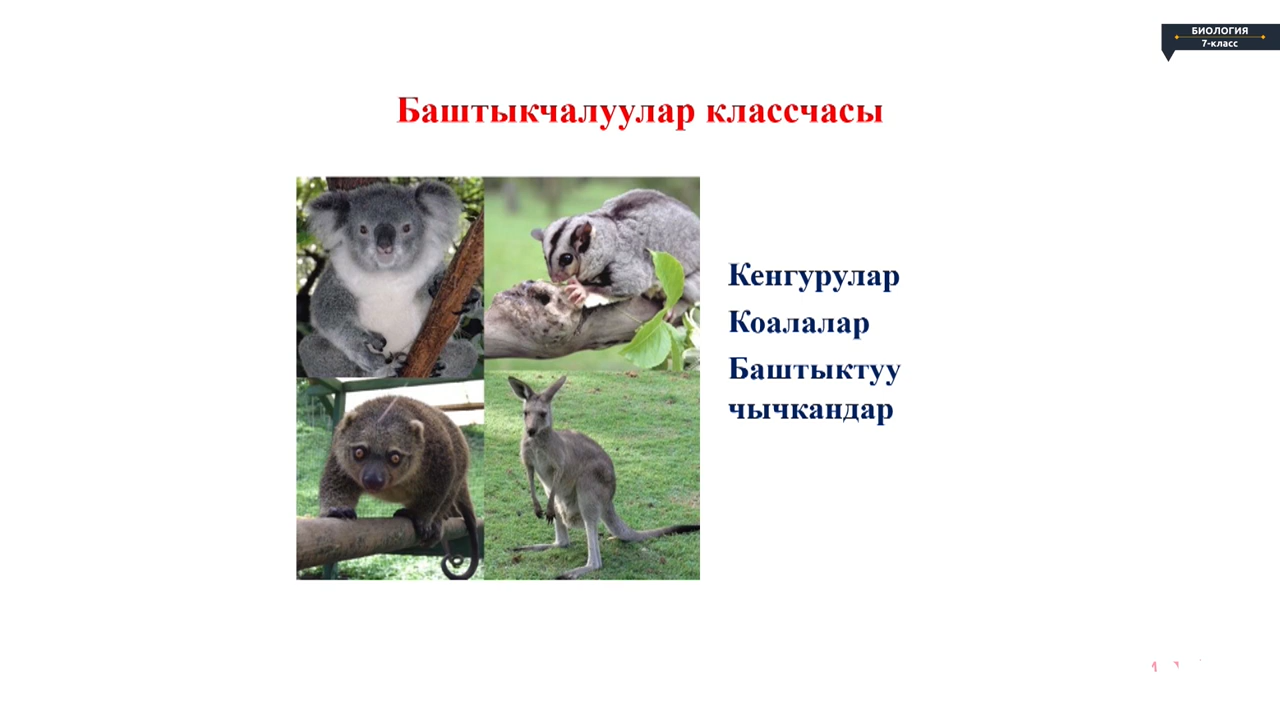 БИОЛОГИЯ
7-класс
Баштыкчалуулар классчасы
Кенгурулар
Коалалар
Баштыктуу
чычкандар